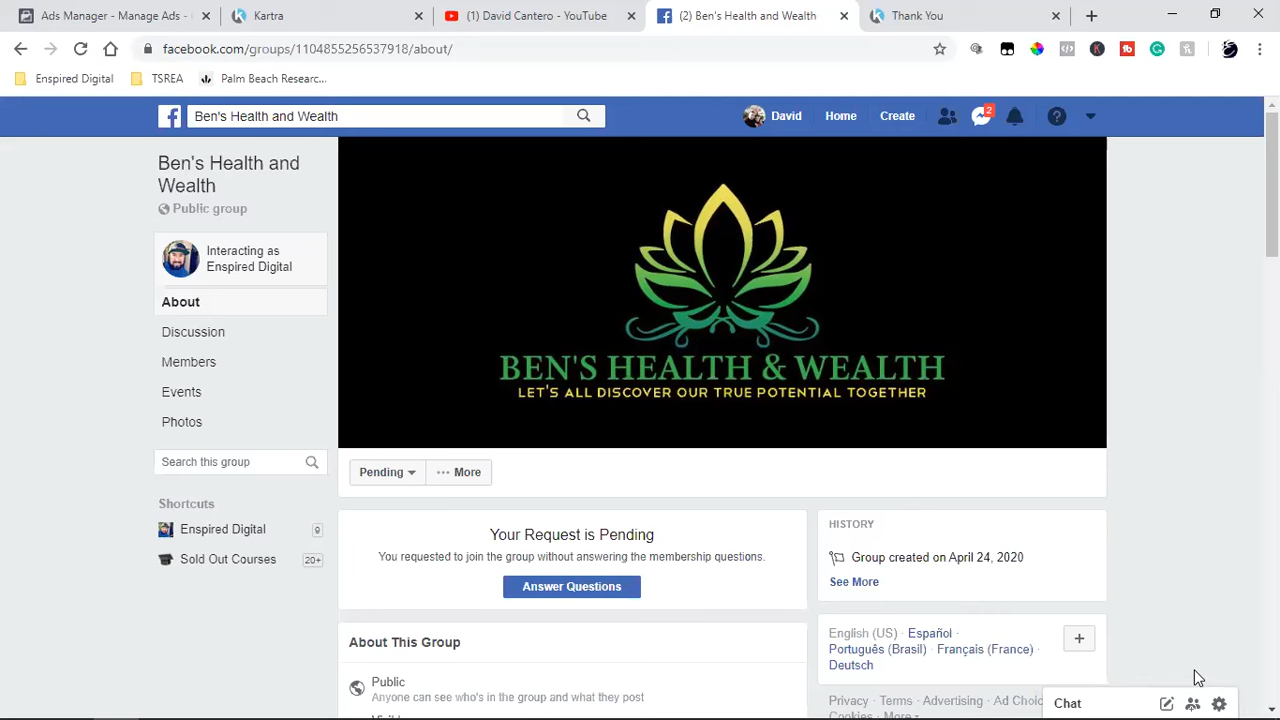 Ads Manager - Manage Ads -
Kartra
(1) David Cantero - YouTube
(2) Ben's Health and Wealth
Thank You
facebook.com/groups/1104855256537918/about/
Enspired Digital
TSREA
Palm Beach Researc...
Ben's Health and Wealth
David
Home
Create
2
Ben's Health and
Wealth
Public group
Interacting as
Enspired Digital
About
Discussion
Members
Events
Photos
Search this group
Shortcuts
Enspired Digital
9
Sold Out Courses
20+
BEN'S HEALTH & WEALTH
LET'S ALL DISCOVER OUR TRUE POTENTIAL TOGETHER
Pending
More
Your Request is Pending
You requested to join the group without answering the membership questions.
Answer Questions
About This Group
Public
Anyone can see who's in the group and what they post
HISTORY
Group created on April 24, 2020
See More
English (US) · Español ·
Português (Brasil) · Français (France) ·
Deutsch
Privacy · Terms · Advertising · Ad Choic
Cookies · More
Chat